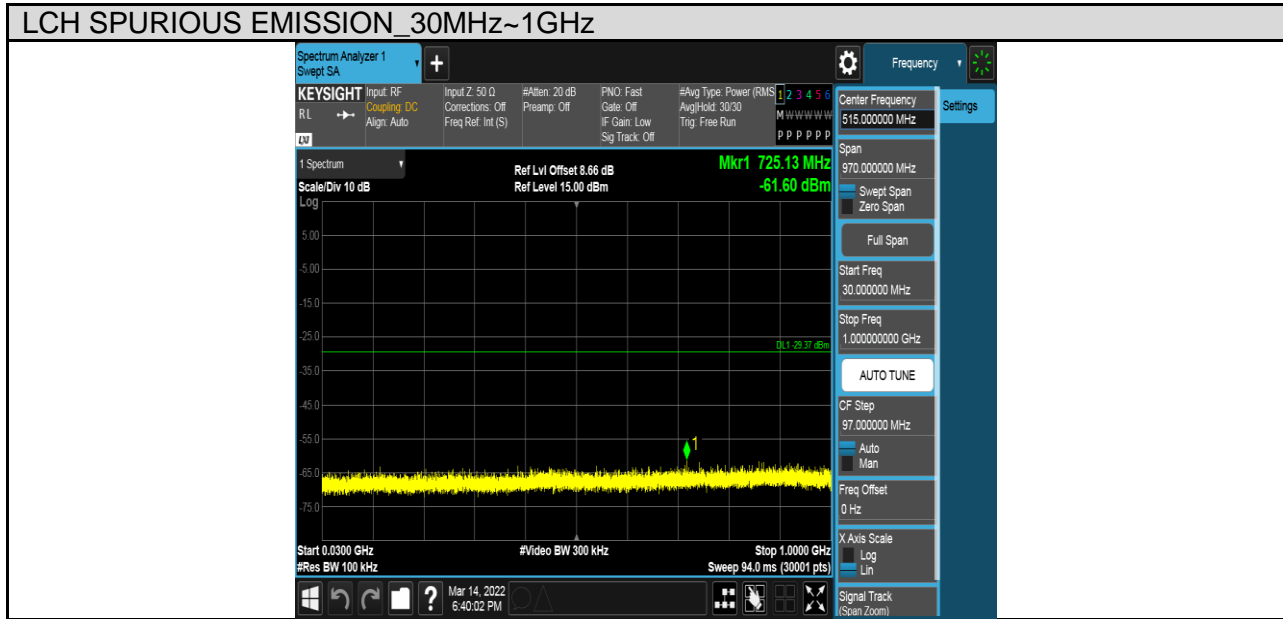 LCH SPURIOUS EMISSION_30MHz~1GHz
Spectrum Analyzer 1
Swept SA
Frequency
Settings
KEYSIGHT
RL
LXI
Input: RF
Coupling: DC
Align: Auto
Input Z: 50 Ω
Corrections: Off
Freq Ref: Int (S)
#Atten: 20 dB
Preamp: Off
PNO: Fast
Gate: Off
IF Gain: Low
Sig Track: Off
#Avg Type: Power (RMS
Avg|Hold: 30/30
Trig: Free Run
1 2 3 4 5 6
M W W W W W
P P P P P P
1 Spectrum
Scale/Div 10 dB
Log
Ref Lvl Offset 8.66 dB
Ref Level 15.00 dBm
Mkr1 725.13 MHz
-61.60 dBm
5.00
-5.00
-15.0
-25.0
DL1 -29.37 dBm
-35.0
-45.0
-55.0
1
-65.0
-75.0
Start 0.0300 GHz
#Res BW 100 kHz
#Video BW 300 kHz
Stop 1.0000 GHz
Sweep 94.0 ms (30001 pts)
?
Mar 14, 2022
6:40:02 PM
Center Frequency
515.000000 MHz
Span
970.000000 MHz
Swept Span
Zero Span
Full Span
Start Freq
30.000000 MHz
Stop Freq
1.000000000 GHz
AUTO TUNE
CF Step
97.000000 MHz
Auto
Man
Freq Offset
0 Hz
X Axis Scale
Log
Lin
Signal Track
(Span Zoom)